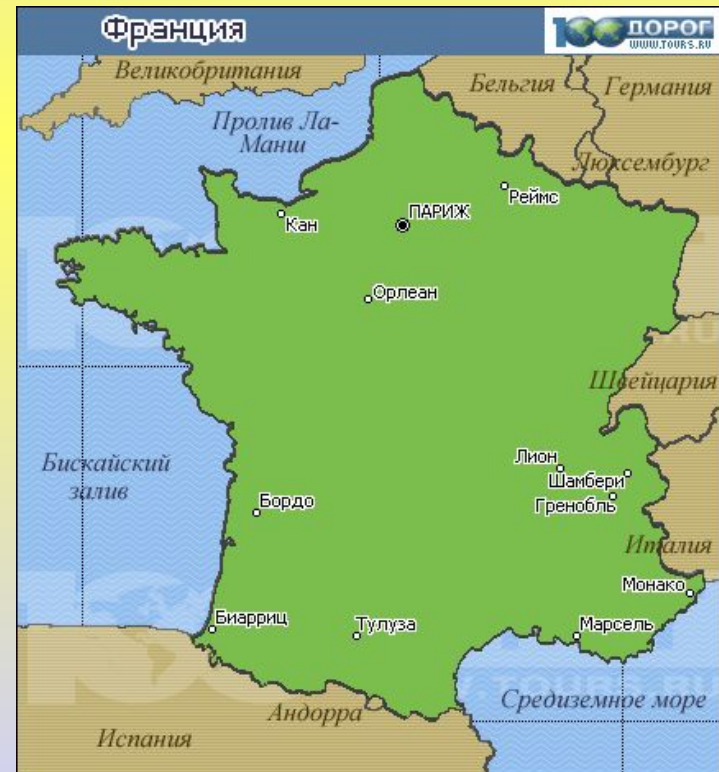 Франция
100 ДОРОГ
WWW.TOURS.RU
Великобритания
Бельгия
Германия
Пролив Ла-
Манш
Люксембург
Реймс
ПАРИЖ
Кан
Орлеан
Швейцария
Лион
Шамбери
Гренобль
Бискайский
залив
Бордо
Италия
Монако
Биарриц
Тулуза
Марсель
Средиземное море
Андорра
Испания